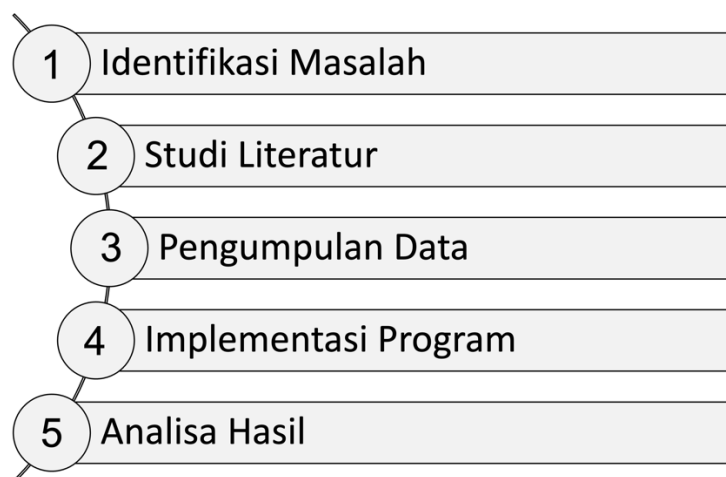 1 Identifikasi Masalah
2 Studi Literatur
3 Pengumpulan Data
4 Implementasi Program
5 Analisa Hasil